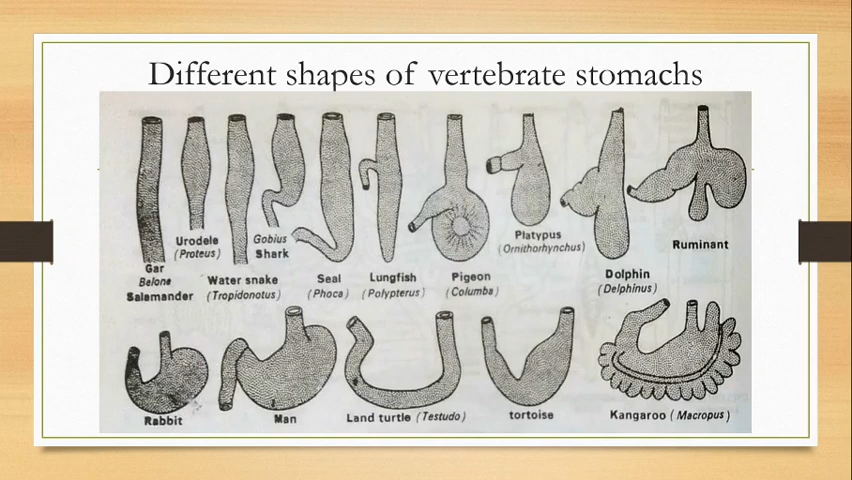 Different shapes of vertebrate stomachs
Gar
Belone
Salamander
Urodele
(Proteus)
Water snake
(Tropidonotus)
Gobius
Shark
Seal
(Phoca)
Lungfish
(Polypterus)
Pigeon
(Columba)
Platypus
(Ornithorhynchus)
Dolphin
(Delphinus)
Ruminant
Rabbit
Man
Land turtle (Testudo)
tortoise
Kangaroo (Macropus)